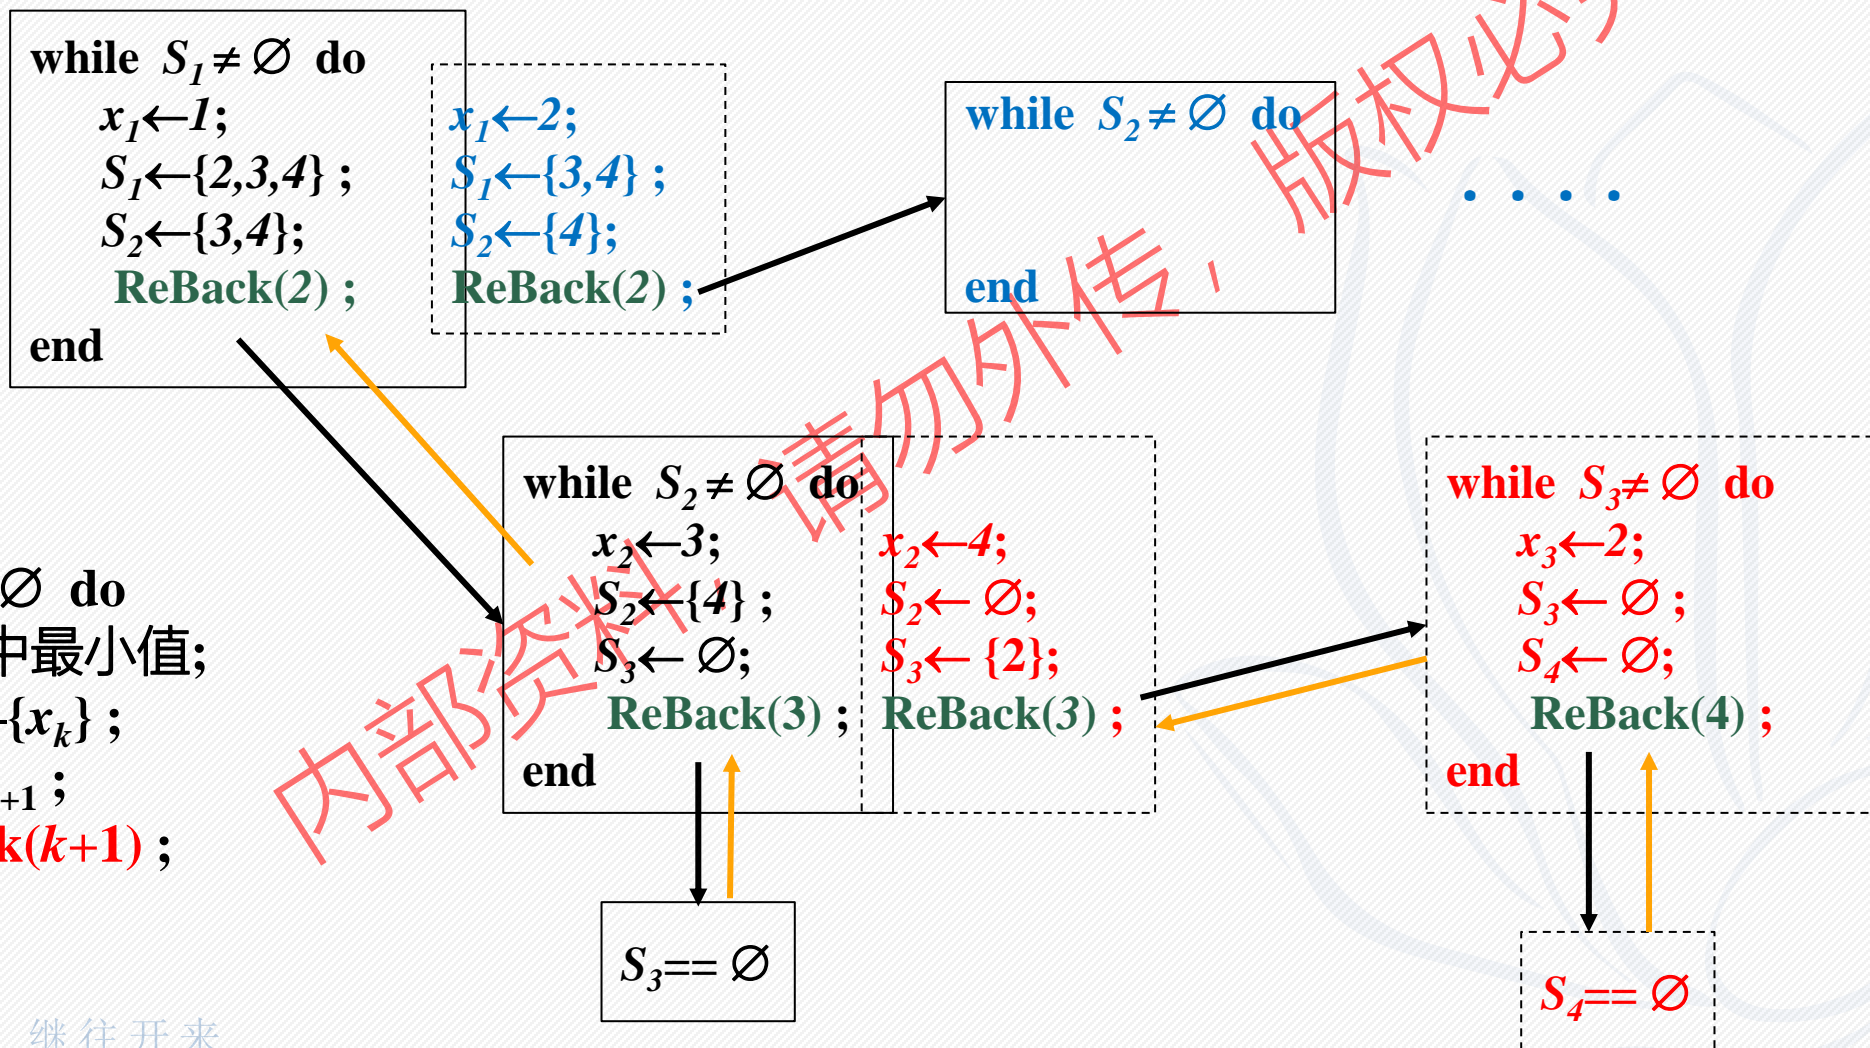 while S₁ ≠ ∅ do
x₁←1;
S₁←{2,3,4} ;
S₂←{3,4};
ReBack(2) ;
end
x₁←2;
S₁←{3,4} ;
S₂←{4};
ReBack(2) ;
while S₂ ≠ ∅ do
end
. . . .
while S₂ ≠ ∅ do
x₂←3;
S₂←{4} ;
S₃← ∅;
ReBack(3) ;
end
x₂←4;
S₂← ∅;
S₃← {2};
ReBack(3) ;
while S₃≠ ∅ do
x₃←2;
S₃← ∅ ;
S₄← ∅;
ReBack(4) ;
end
∅ do
中最小值;
{xₖ} ;
+1 ;
k(k+1) ;
S₃== ∅
S₄== ∅
内部资料,请勿外传,版权必
继往开来